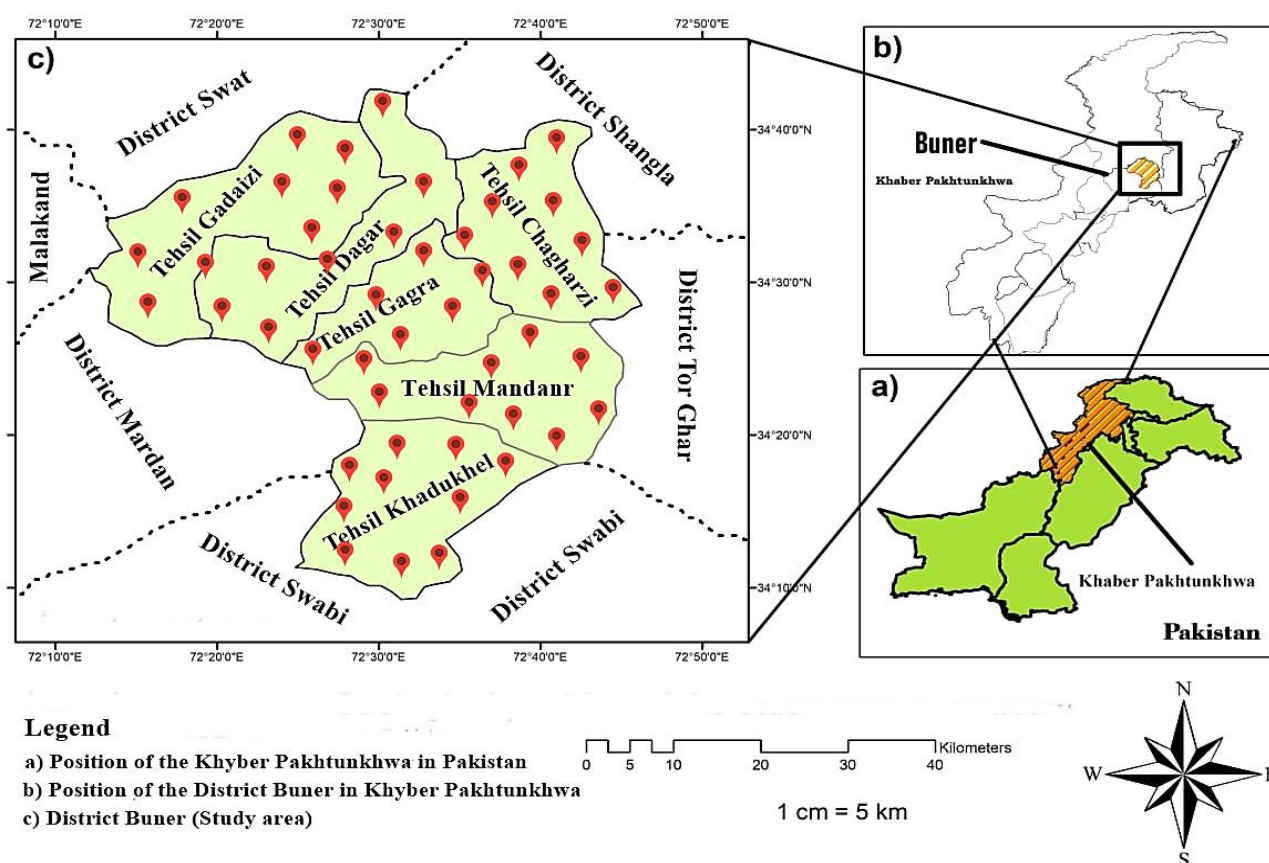 72°10'0"E 72°20'0"E 72°30'0"E 72°40'0"E 72°50'0"E
c)
District Swat
District Shangla
Malakand
Tehsil Gadaizi
Tehsil Dagar
Tehsil Gagra
Tehsil Chagharzi
Tehsil Mandanr
Tehsil Khadukhel
District Mardan
District Tor Ghar
District Swabi
District Swabi
34°40'0"N
34°30'0"N
34°20'0"N
34°10'0"N
72°10'0"E 72°20'0"E 72°30'0"E 72°40'0"E 72°50'0"E
b)
Buner
Khaber Pakhtunkhwa
a)
Khaber Pakhtunkhwa
Pakistan
Legend
a) Position of the Khyber Pakhtunkhwa in Pakistan
b) Position of the District Buner in Khyber Pakhtunkhwa
c) District Buner (Study area)
Kilometers
0 5 10 20 30 40
1 cm = 5 km
N
W
S